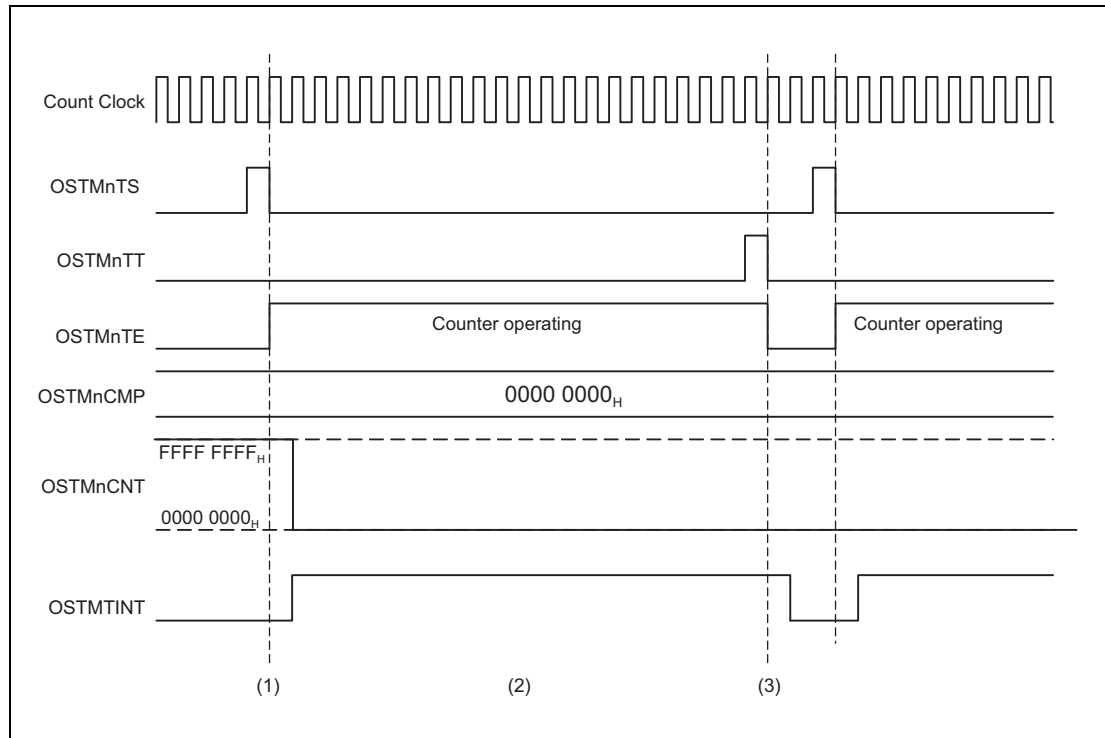 Count Clock
OSTMnTS
OSTMnTT
OSTMnTE
Counter operating
Counter operating
OSTMnCMP
0000 0000H
FFFF FFFFH
OSTMnCNT
0000 0000H
OSTMTINT
(1)
(2)
(3)